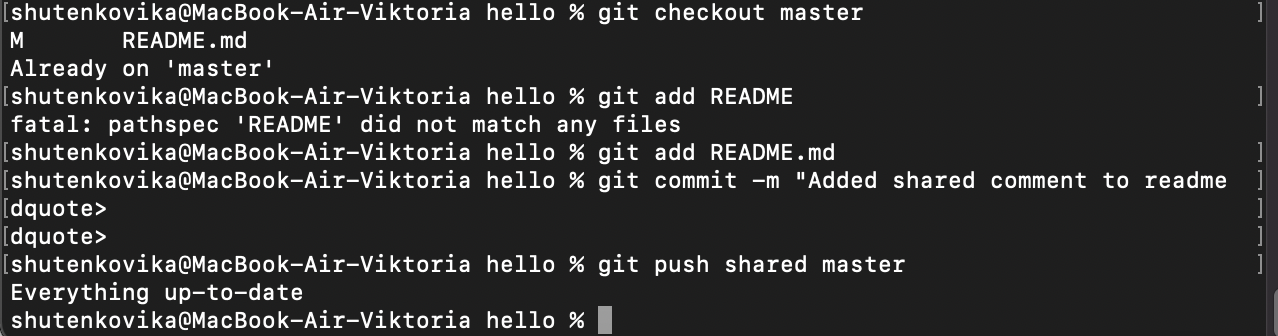 [shutenkovika@MacBook-Air-Viktoria hello % git checkout master ]
M README.md
Already on 'master'
[shutenkovika@MacBook-Air-Viktoria hello % git add README ]
fatal: pathspec 'README' did not match any files
[shutenkovika@MacBook-Air-Viktoria hello % git add README.md ]
[shutenkovika@MacBook-Air-Viktoria hello % git commit -m "Added shared comment to readme ]
[dquote> ]
[dquote> ]
[shutenkovika@MacBook-Air-Viktoria hello % git push shared master ]
Everything up-to-date
shutenkovika@MacBook-Air-Viktoria hello %